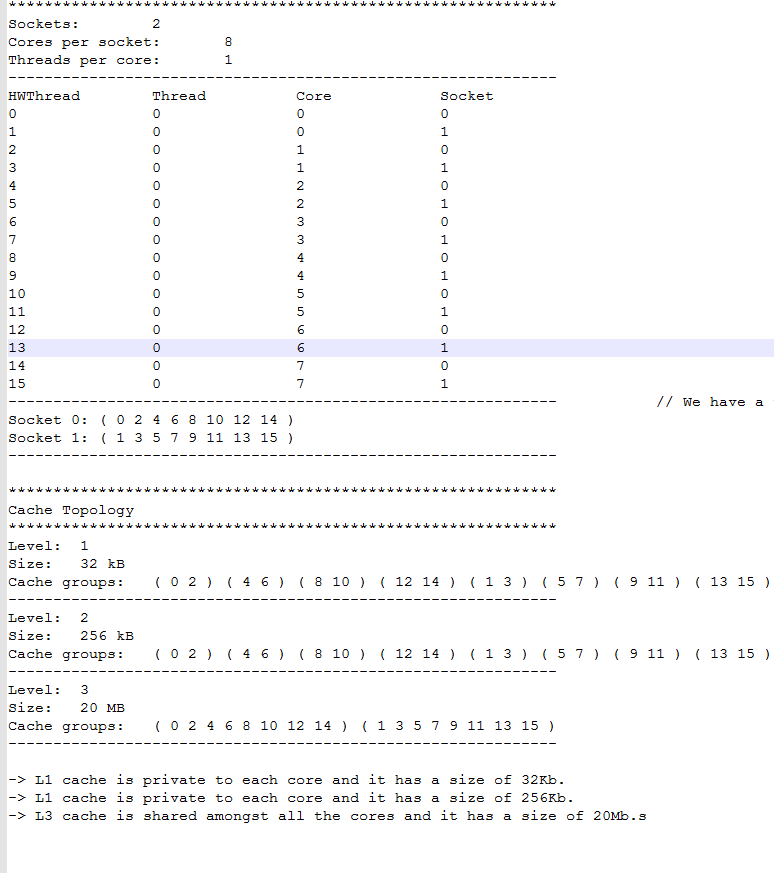 *************************************************************
Sockets: 2
Cores per socket: 8
Threads per core: 1
-------------------------------------------------------------
HWThread Thread Core Socket
0 0 0 0
1 0 0 1
2 0 1 0
3 0 1 1
4 0 2 0
5 0 2 1
6 0 3 0
7 0 3 1
8 0 4 0
9 0 4 1
10 0 5 0
11 0 5 1
12 0 6 0
13 0 6 1
14 0 7 0
15 0 7 1
------------------------------------------------------------- // We have a
Socket 0: ( 0 2 4 6 8 10 12 14 )
Socket 1: ( 1 3 5 7 9 11 13 15 )
-------------------------------------------------------------
*************************************************************
Cache Topology
*************************************************************
Level: 1
Size: 32 kB
Cache groups: ( 0 2 ) ( 4 6 ) ( 8 10 ) ( 12 14 ) ( 1 3 ) ( 5 7 ) ( 9 11 ) ( 13 15 )
-------------------------------------------------------------
Level: 2
Size: 256 kB
Cache groups: ( 0 2 ) ( 4 6 ) ( 8 10 ) ( 12 14 ) ( 1 3 ) ( 5 7 ) ( 9 11 ) ( 13 15 )
-------------------------------------------------------------
Level: 3
Size: 20 MB
Cache groups: ( 0 2 4 6 8 10 12 14 ) ( 1 3 5 7 9 11 13 15 )
-------------------------------------------------------------
-> L1 cache is private to each core and it has a size of 32Kb.
-> L1 cache is private to each core and it has a size of 256Kb.
-> L3 cache is shared amongst all the cores and it has a size of 20Mb.s